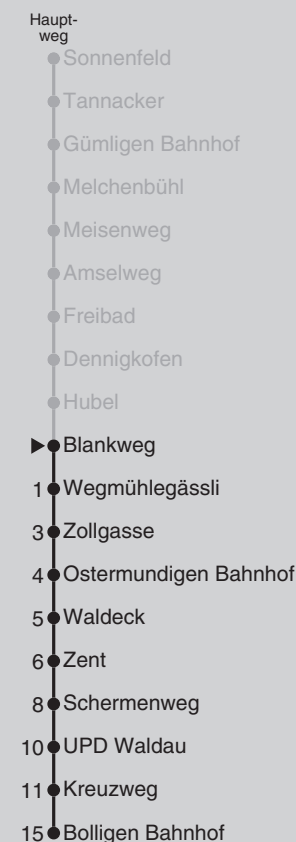 Haupt-
weg
Sonnenfeld
Tannacker
Gümligen Bahnhof
Melchenbühl
Meisenweg
Amselweg
Freibad
Dennigkofen
Hubel
Blankweg
1 Wegmühlegässli
3 Zollgasse
4 Ostermundigen Bahnhof
5 Waldeck
6 Zent
8 Schermenweg
10 UPD Waldau
11 Kreuzweg
15 Bolligen Bahnhof